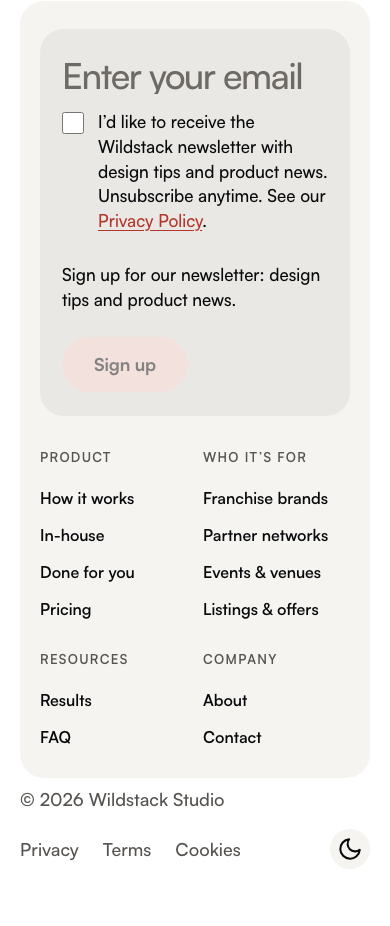 Enter your email
I’d like to receive the
Wildstack newsletter with
design tips and product news.
Unsubscribe anytime. See our
Privacy Policy.
Sign up for our newsletter: design
tips and product news.
Sign up
PRODUCT
How it works
In-house
Done for you
Pricing
WHO IT’S FOR
Franchise brands
Partner networks
Events & venues
Listings & offers
RESOURCES
Results
FAQ
COMPANY
About
Contact
© 2026 Wildstack Studio
Privacy Terms Cookies